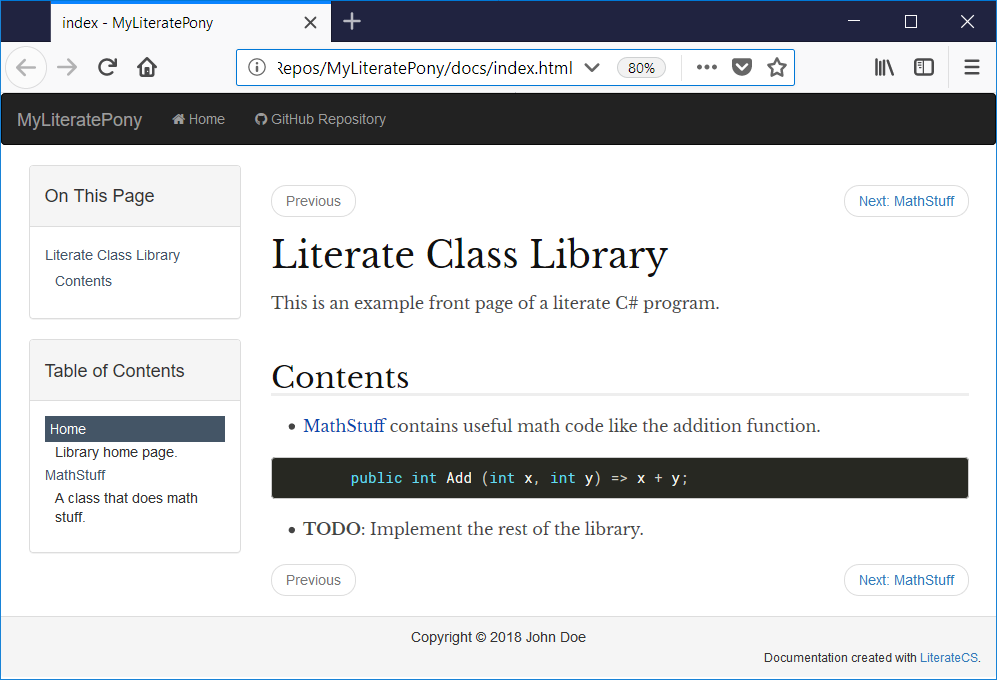 index - MyLiteratePony
Repos/MyLiteratePony/docs/index.html 80%
MyLiteratePony Home GitHub Repository
On This Page
Literate Class Library
Contents
Table of Contents
Home
Library home page.
MathStuff
A class that does math
stuff.
Previous Next: MathStuff
Literate Class Library
This is an example front page of a literate C# program.
Contents
• MathStuff contains useful math code like the addition function.
public int Add (int x, int y) => x + y;
• TODO: Implement the rest of the library.
Previous Next: MathStuff
Copyright © 2018 John Doe
Documentation created with LiterateCS.